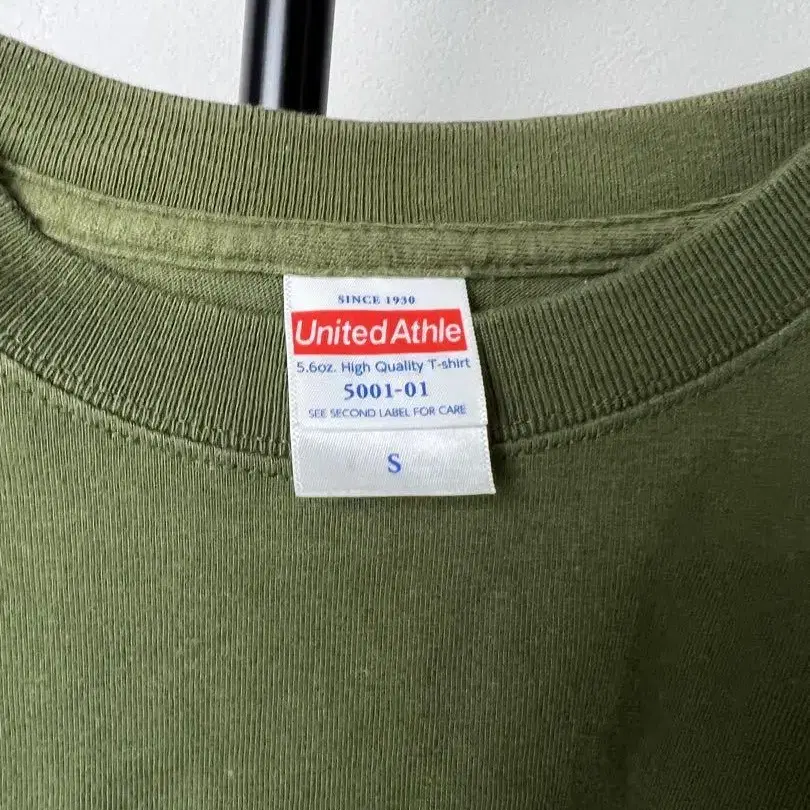 SINCE 1930
United Athle
5.6oz. High Quality T-shirt
5001-01
SEE SECOND LABEL FOR CARE
S